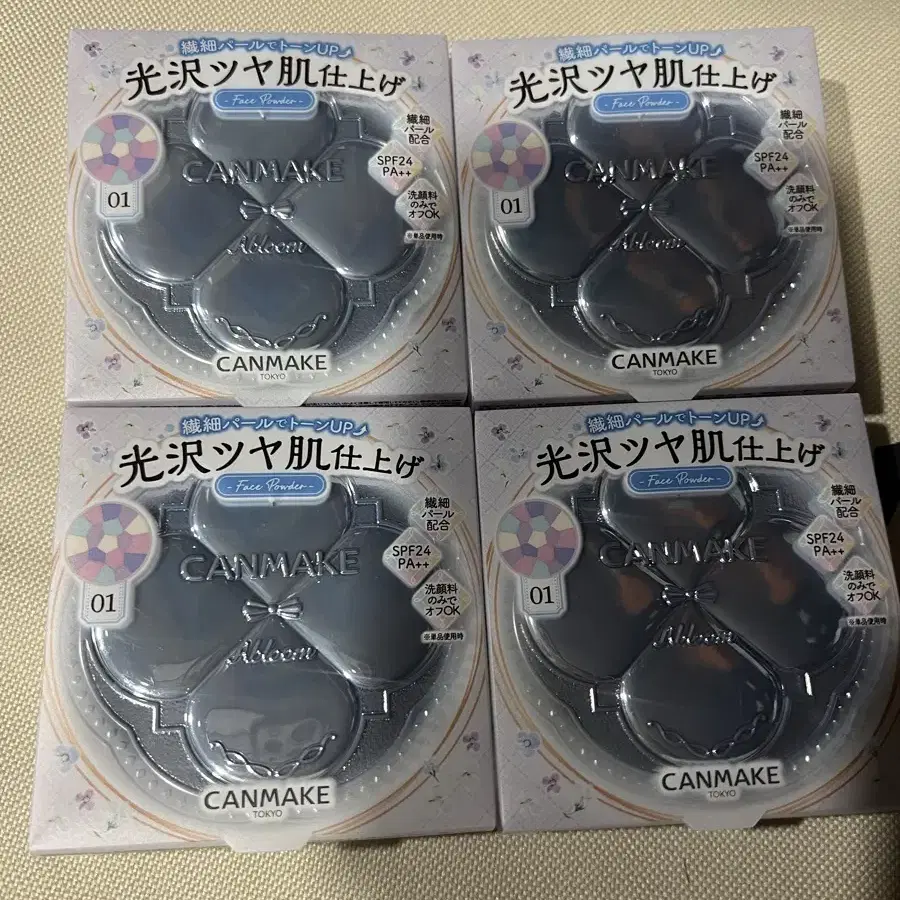 繊細パールでトーンUP
光沢ツヤ肌仕上げ
- Face Powder -
繊細
パール
配合
SPF24
PA++
洗顔料
のみで
オフOK
※単品使用時
01
CANMAKE
Abloom
CANMAKE
TOKYO
繊細パールでトーンUP
光沢ツヤ肌仕上げ
- Face Powder -
繊細
パール
配合
SPF24
PA++
洗顔料
のみで
オフOK
※単品使用時
01
CANMAKE
Abloom
CANMAKE
TOKYO
繊細パールでトーンUP
光沢ツヤ肌仕上げ
- Face Powder -
繊細
パール
配合
SPF24
PA++
洗顔料
のみで
オフOK
※単品使用時
01
CANMAKE
Abloom
CANMAKE
TOKYO
繊細パールでトーンUP
光沢ツヤ肌仕上げ
- Face Powder -
繊細
パール
配合
SPF24
PA++
洗顔料
のみで
オフOK
※単品使用時
01
CANMAKE
Abloom
CANMAKE
TOKYO